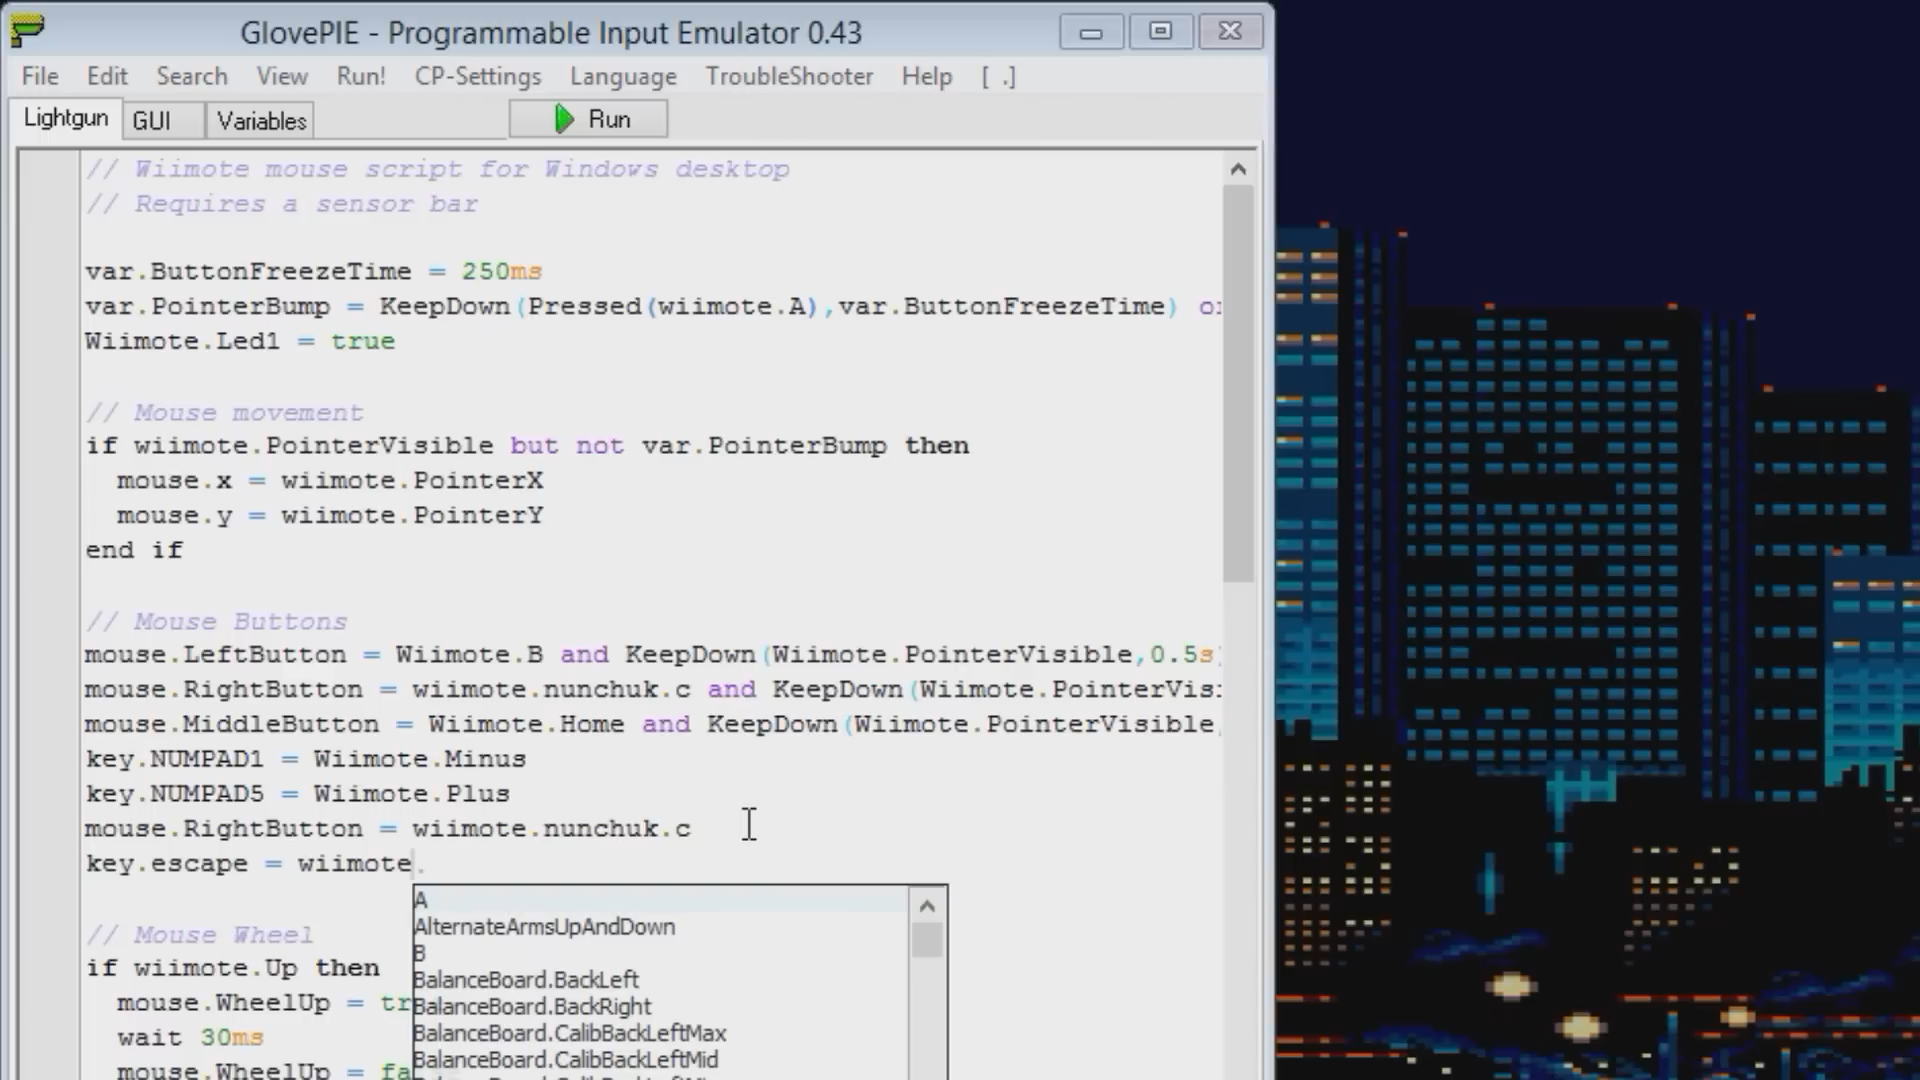 GlovePIE - Programmable Input Emulator 0.43
File Edit Search View Run! CP-Settings Language TroubleShooter Help [ .]
Lightgun GUI Variables Run
// Wiimote mouse script for Windows desktop
// Requires a sensor bar
var.ButtonFreezeTime = 250ms
var.PointerBump = KeepDown(Pressed(wiimote.A),var.ButtonFreezeTime) or
Wiimote.Led1 = true
// Mouse movement
if wiimote.PointerVisible but not var.PointerBump then
mouse.x = wiimote.PointerX
mouse.y = wiimote.PointerY
end if
// Mouse Buttons
mouse.LeftButton = Wiimote.B and KeepDown(Wiimote.PointerVisible,0.5s
mouse.RightButton = wiimote.nunchuk.c and KeepDown(Wiimote.PointerVis
mouse.MiddleButton = Wiimote.Home and KeepDown(Wiimote.PointerVisible,
key.NUMPAD1 = Wiimote.Minus
key.NUMPAD5 = Wiimote.Plus
mouse.RightButton = wiimote.nunchuk.c
key.escape = wiimote.
A
AlternateArmsUpAndDown
B
BalanceBoard.BackLeft
BalanceBoard.BackRight
BalanceBoard.CalibBackLeftMax
BalanceBoard.CalibBackLeftMid
// Mouse Wheel
if wiimote.Up then
mouse.WheelUp = tr
wait 30ms
mouse.WheelUp = fa